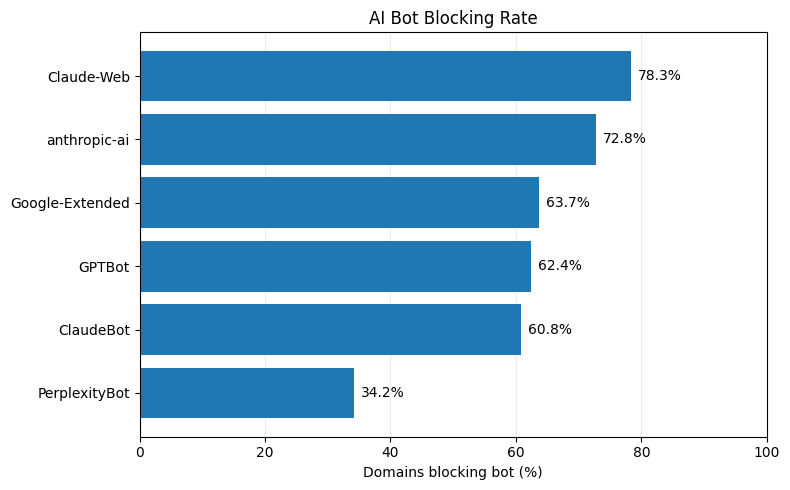 AI Bot Blocking Rate
Claude-Web 78.3%
anthropic-ai 72.8%
Google-Extended 63.7%
GPTBot 62.4%
ClaudeBot 60.8%
PerplexityBot 34.2%
0 20 40 60 80 100
Domains blocking bot (%)